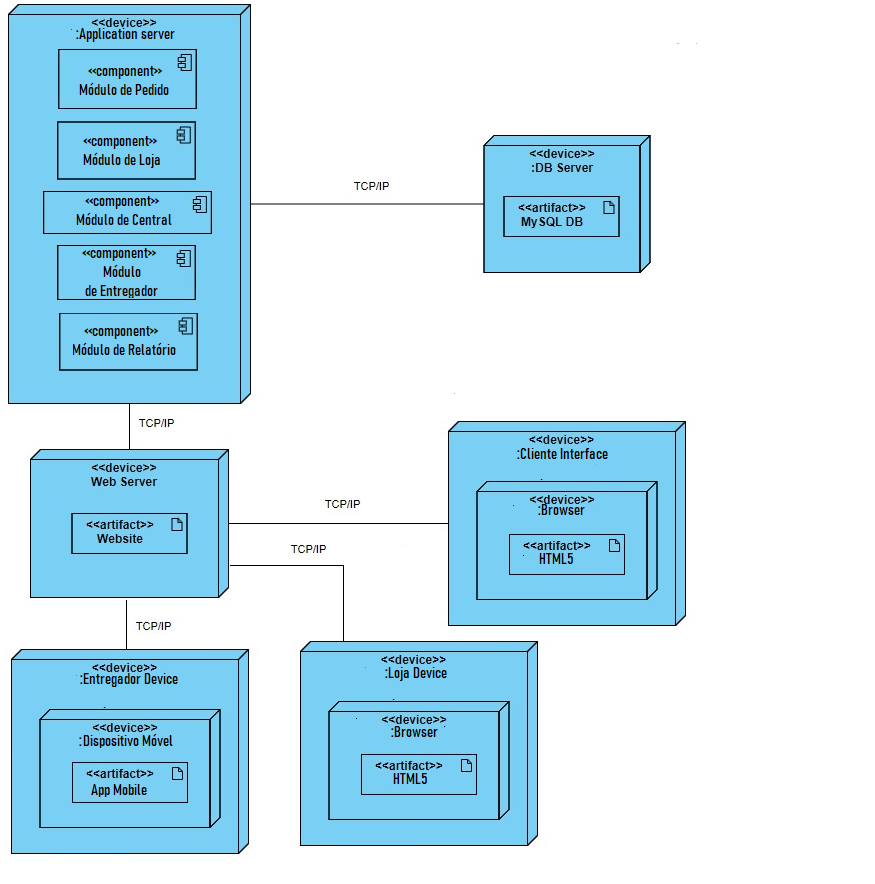 <<device>>
:Application server
«component»
Módulo de Pedido
«component»
Módulo de Loja
«component»
Módulo de Central
«component»
Módulo
de Entregador
«component»
Módulo de Relatório
TCP/IP
<<device>>
:DB Server
<<artifact>>
MySQL DB
TCP/IP
<<device>>
Web Server
<<artifact>>
Website
TCP/IP
<<device>>
:Cliente Interface
<<device>>
:Browser
<<artifact>>
HTML5
TCP/IP
TCP/IP
<<device>>
:Entregador Device
<<device>>
:Dispositivo Móvel
<<artifact>>
App Mobile
<<device>>
:Loja Device
<<device>>
:Browser
<<artifact>>
HTML5